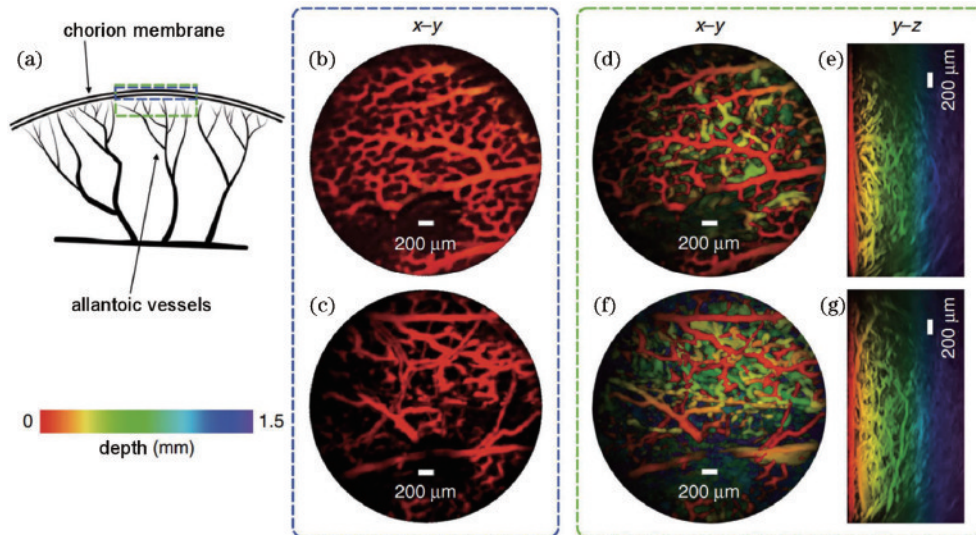 chorion membrane
(a)
allantoic vessels
0
1.5
depth (mm)
x–y
(b)
200 μm
(c)
200 μm
x–y
y–z
(d)
200 μm
(e)
200 μm
(f)
200 μm
(g)
200 μm